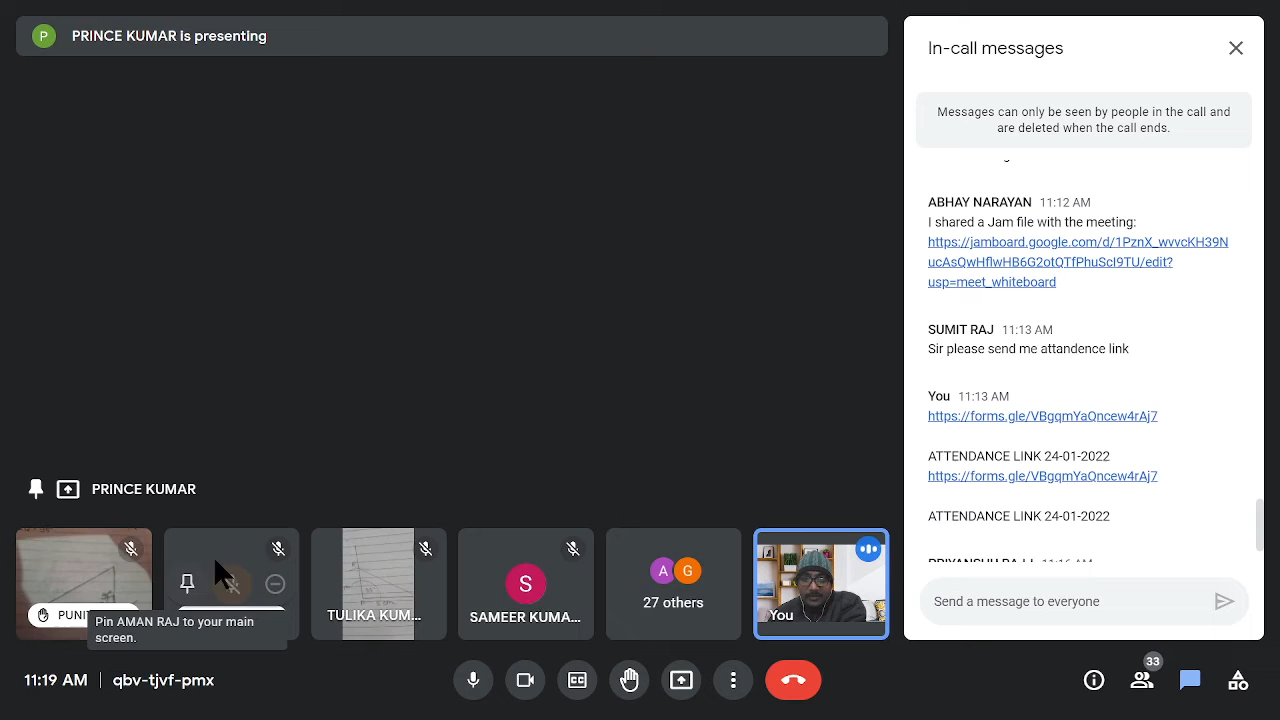 P PRINCE KUMAR is presenting
In-call messages
Messages can only be seen by people in the call and
are deleted when the call ends.
ABHAY NARAYAN 11:12 AM
I shared a Jam file with the meeting:
https://jamboard.google.com/d/1PznX_wvvcKH39N
ucAsQwHflwHB6G2otQTfPhuScI9TU/edit?
usp=meet_whiteboard
SUMIT RAJ 11:13 AM
Sir please send me attandence link
You 11:13 AM
https://forms.gle/VBgqmYaQncew4rAj7
ATTENDANCE LINK 24-01-2022
https://forms.gle/VBgqmYaQncew4rAj7
ATTENDANCE LINK 24-01-2022
Send a message to everyone
PRINCE KUMAR
PUNI
Pin AMAN RAJ to your main
screen.
TULIKA KUM...
S
SAMEER KUMA...
A G
27 others
You
11:19 AM | qbv-tjvf-pmx
33